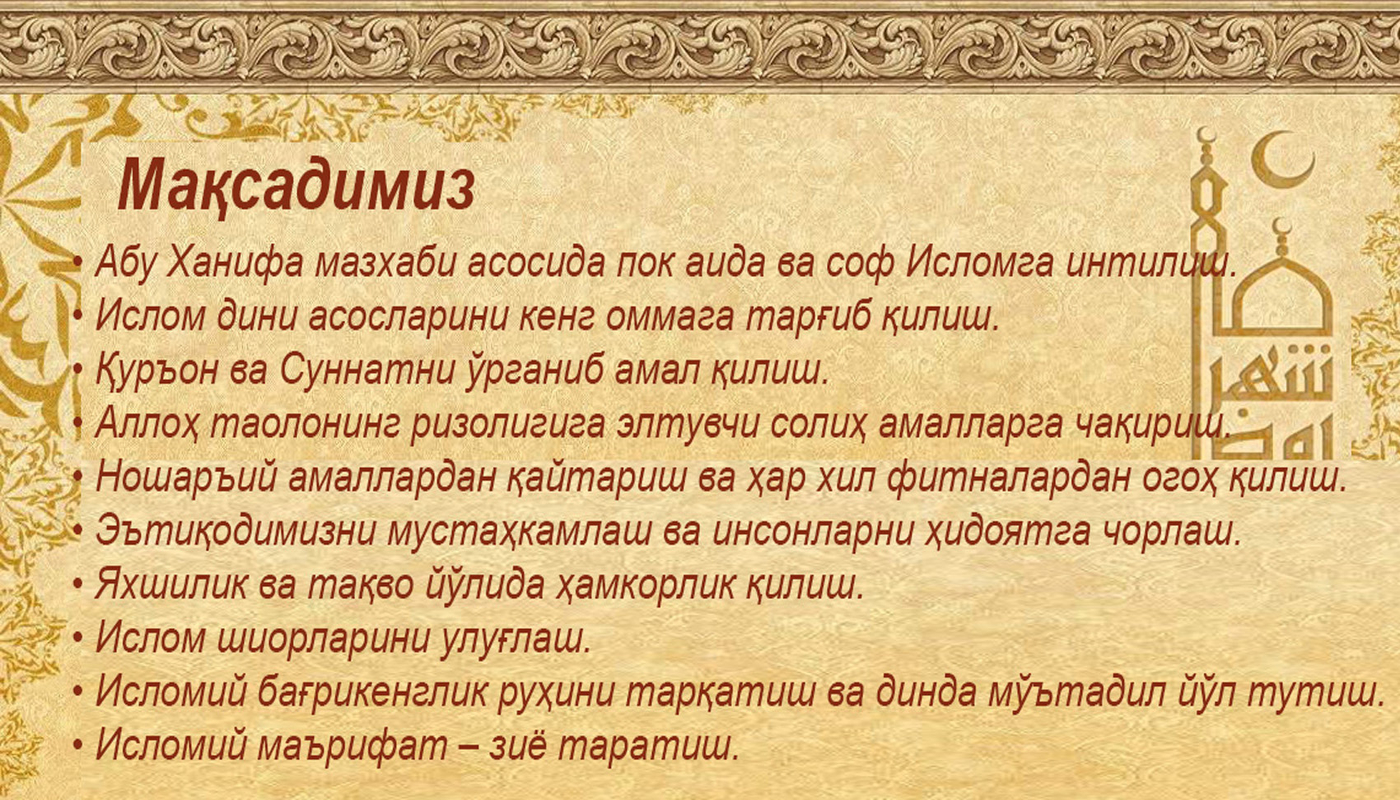 Мақсадимиз
• Абу Ханифа мазхаби асосида пок аида ва соф Исломга интилиш.
• Ислом дини асосларини кенг оммага тарғиб қилиш.
• Қуръон ва Суннатни ўрганиб амал қилиш.
• Аллоҳ таолонинг ризолигига элтувчи солиҳ амалларга чақириш.
• Ношаръий амаллардан қайтариш ва ҳар хил фитналардан огоҳ қилиш.
• Эътиқодимизни мустаҳкамлаш ва инсонларни ҳидоятга чорлаш.
• Яхшилик ва тақво йўлида ҳамкорлик қилиш.
• Ислом шиорларини улуғлаш.
• Исломий бағрикенглик руҳини тарқатиш ва динда мўътадил йўл тутиш.
• Исломий маърифат – зиё таратиш.
شهر